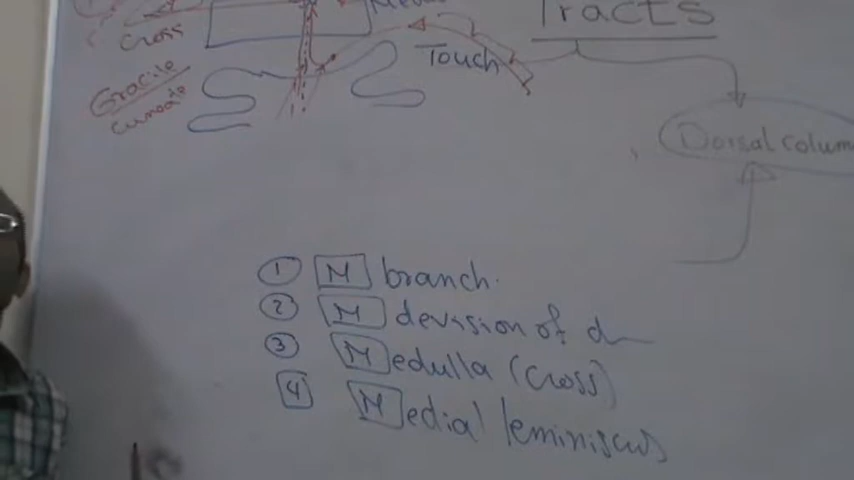 Tracts
Cross
Touch
Gracile
Cuneate
Dorsal column
① M branch.
② M devision of d
③ Medulla (cross)
4 Medial leminiscus